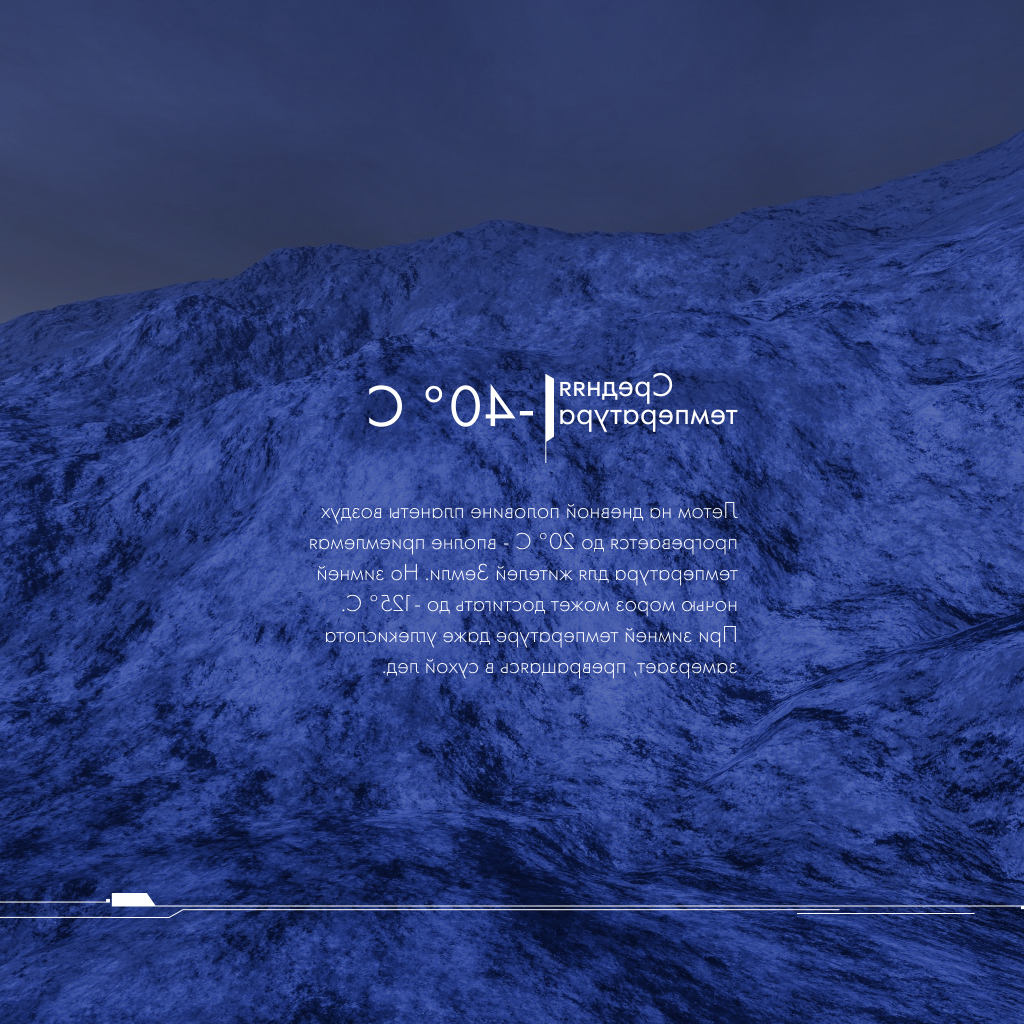 Средняя
температура
-40° C
Летом на дневной половине планеты воздух
прогревается до 20° C - вполне приемлемая
температура для жителей Земли. Но зимней
ночью мороз может достигать до -125° C.
При зимней температуре даже углекислота
замерзает, превращаясь в сухой лед.